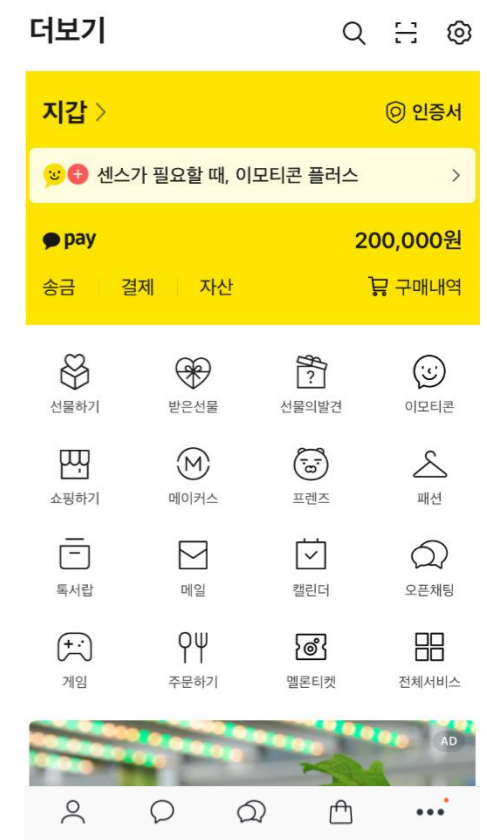 더보기
지갑 >
인증서
센스가 필요할 때, 이모티콘 플러스 >
pay
200,000원
송금 | 결제 | 자산
구매내역
선물하기 받은선물 선물의발견 이모티콘
쇼핑하기 메이커스 프렌즈 패션
톡서랍 메일 캘린더 오픈채팅
게임 주문하기 멜론티켓 전체서비스
AD